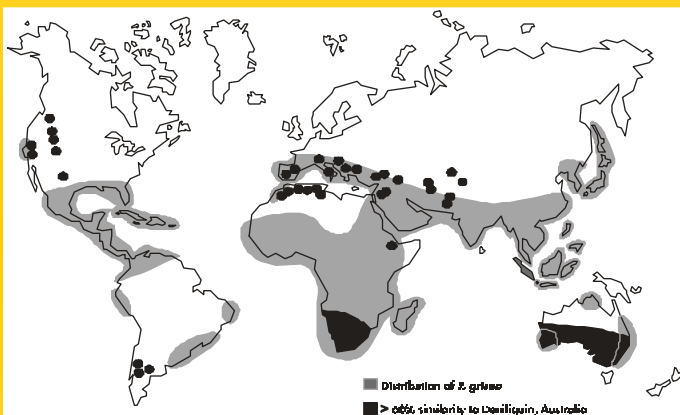 Distribution of R. grisea
> 60% similarity to Deniliquin, Australia